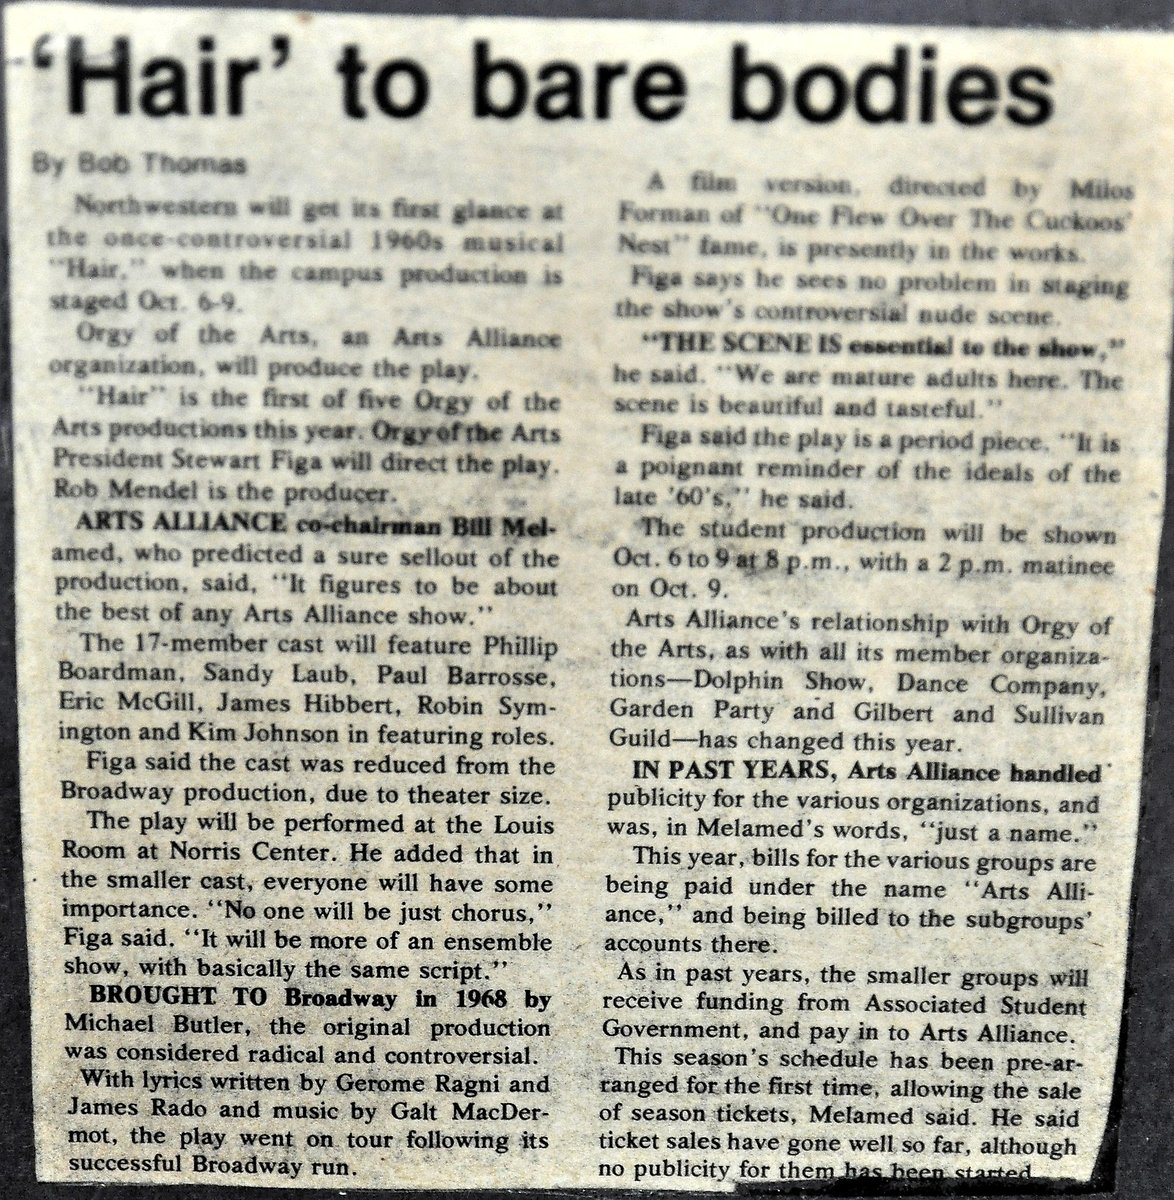 'Hair' to bare bodies
By Bob Thomas
Northwestern will get its first glance at
the once-controversial 1960s musical
"Hair," when the campus production is
staged Oct. 6-9.
Orgy of the Arts, an Arts Alliance
organization, will produce the play.
"Hair" is the first of five Orgy of the
Arts productions this year. Orgy of the Arts
President Stewart Figa will direct the play.
Rob Mendel is the producer.
ARTS ALLIANCE co-chairman Bill Mel-
amed, who predicted a sure sellout of the
production, said, "It figures to be about
the best of any Arts Alliance show."
The 17-member cast will feature Phillip
Boardman, Sandy Laub, Paul Barrosse,
Eric McGill, James Hibbert, Robin Sym-
ington and Kim Johnson in featuring roles.
Figa said the cast was reduced from the
Broadway production, due to theater size.
The play will be performed at the Louis
Room at Norris Center. He added that in
the smaller cast, everyone will have some
importance. "No one will be just chorus,"
Figa said. "It will be more of an ensemble
show, with basically the same script."
BROUGHT TO Broadway in 1968 by
Michael Butler, the original production
was considered radical and controversial.
With lyrics written by Gerome Ragni and
James Rado and music by Galt MacDer-
mot, the play went on tour following its
successful Broadway run.
A film version, directed by Milos
Forman of "One Flew Over The Cuckoos'
Nest" fame, is presently in the works.
Figa says he sees no problem in staging
the show's controversial nude scene.
"THE SCENE IS essential to the show,"
he said. "We are mature adults here. The
scene is beautiful and tasteful."
Figa said the play is a period piece. "It is
a poignant reminder of the ideals of the
late '60's," he said.
The student production will be shown
Oct. 6 to 9 at 8 p.m., with a 2 p.m. matinee
on Oct. 9.
Arts Alliance's relationship with Orgy of
the Arts, as with all its member organiza-
tions—Dolphin Show, Dance Company,
Garden Party and Gilbert and Sullivan
Guild—has changed this year.
IN PAST YEARS, Arts Alliance handled
publicity for the various organizations, and
was, in Melamed's words, "just a name."
This year, bills for the various groups are
being paid under the name "Arts Alli-
ance," and being billed to the subgroups'
accounts there.
As in past years, the smaller groups will
receive funding from Associated Student
Government, and pay in to Arts Alliance.
This season's schedule has been pre-ar-
ranged for the first time, allowing the sale
of season tickets, Melamed said. He said
ticket sales have gone well so far, although
no publicity for them has been started